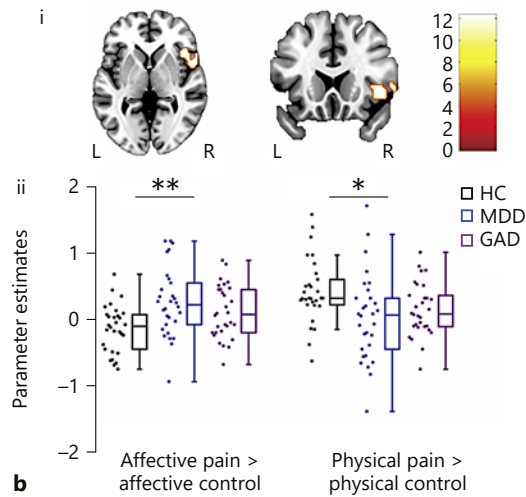 i
12
10
8
6
4
2
0
L
R
L
R
ii
2
1
0
−1
−2
Parameter estimates
**
*
HC
MDD
GAD
Affective pain >
affective control
Physical pain >
physical control
b